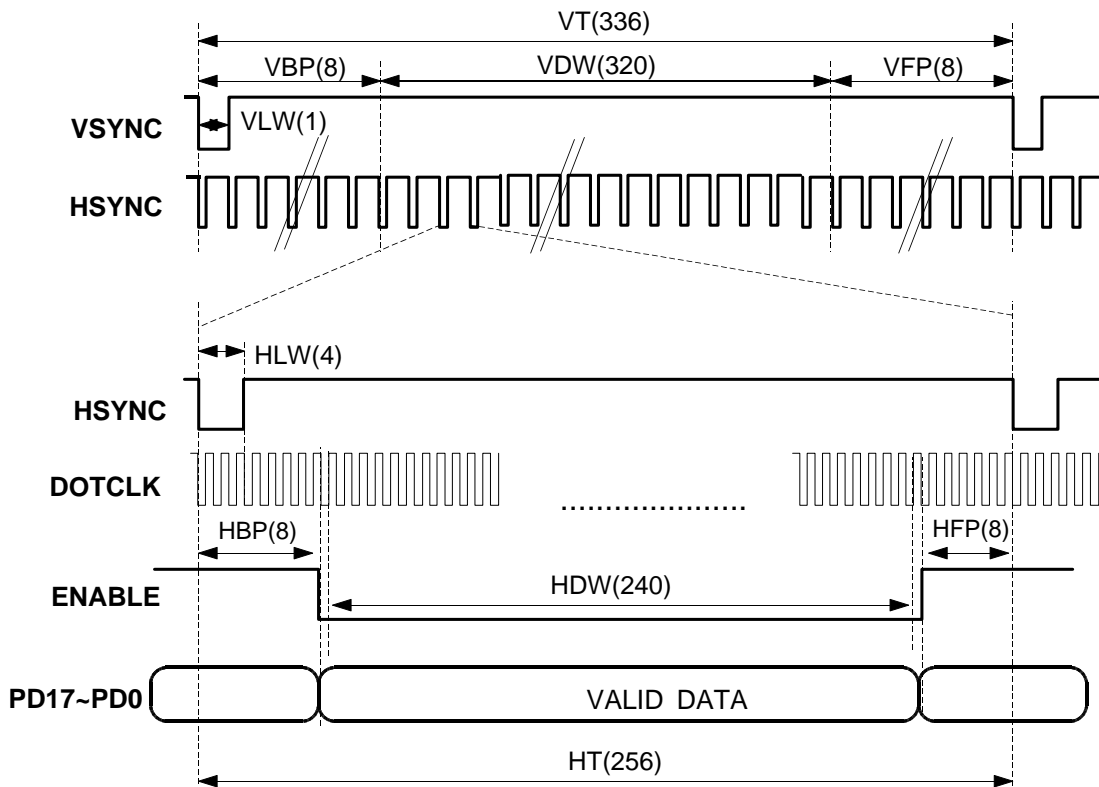 VT(336)
VBP(8) VDW(320) VFP(8)
VSYNC VLW(1)
HSYNC
HLW(4)
HSYNC
DOTCLK
HBP(8) HFP(8)
ENABLE HDW(240)
PD17~PD0 VALID DATA
HT(256)